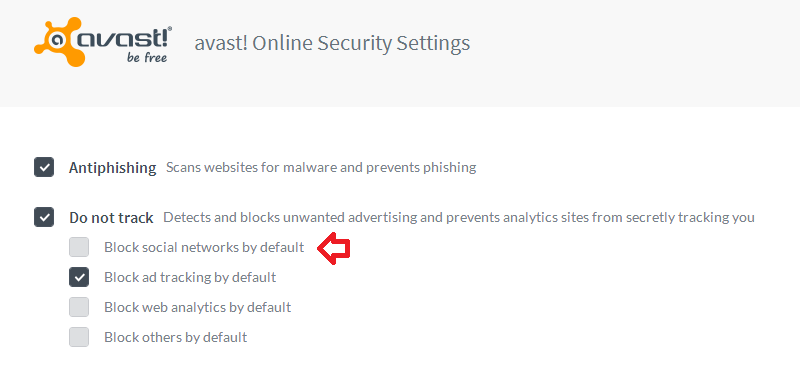 avast!® avast! Online Security Settings
be free
Antiphishing Scans websites for malware and prevents phishing
Do not track Detects and blocks unwanted advertising and prevents analytics sites from secretly tracking you
Block social networks by default
Block ad tracking by default
Block web analytics by default
Block others by default